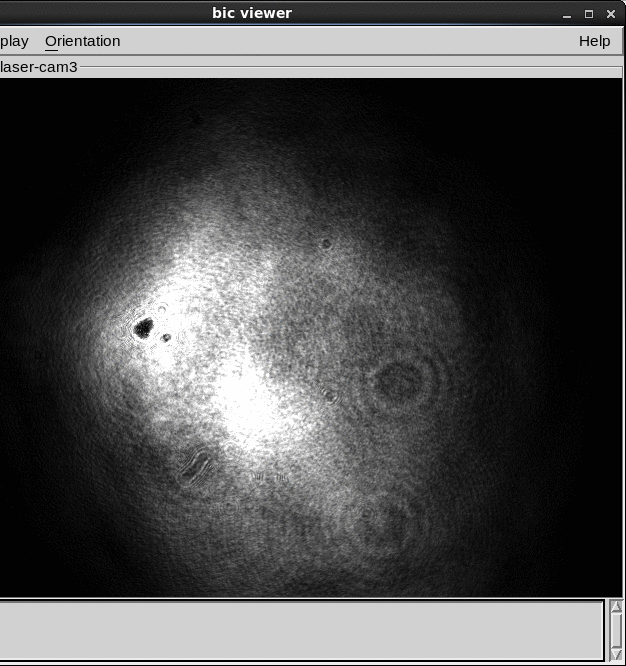 bic viewer
play Orientation Help
laser-cam3